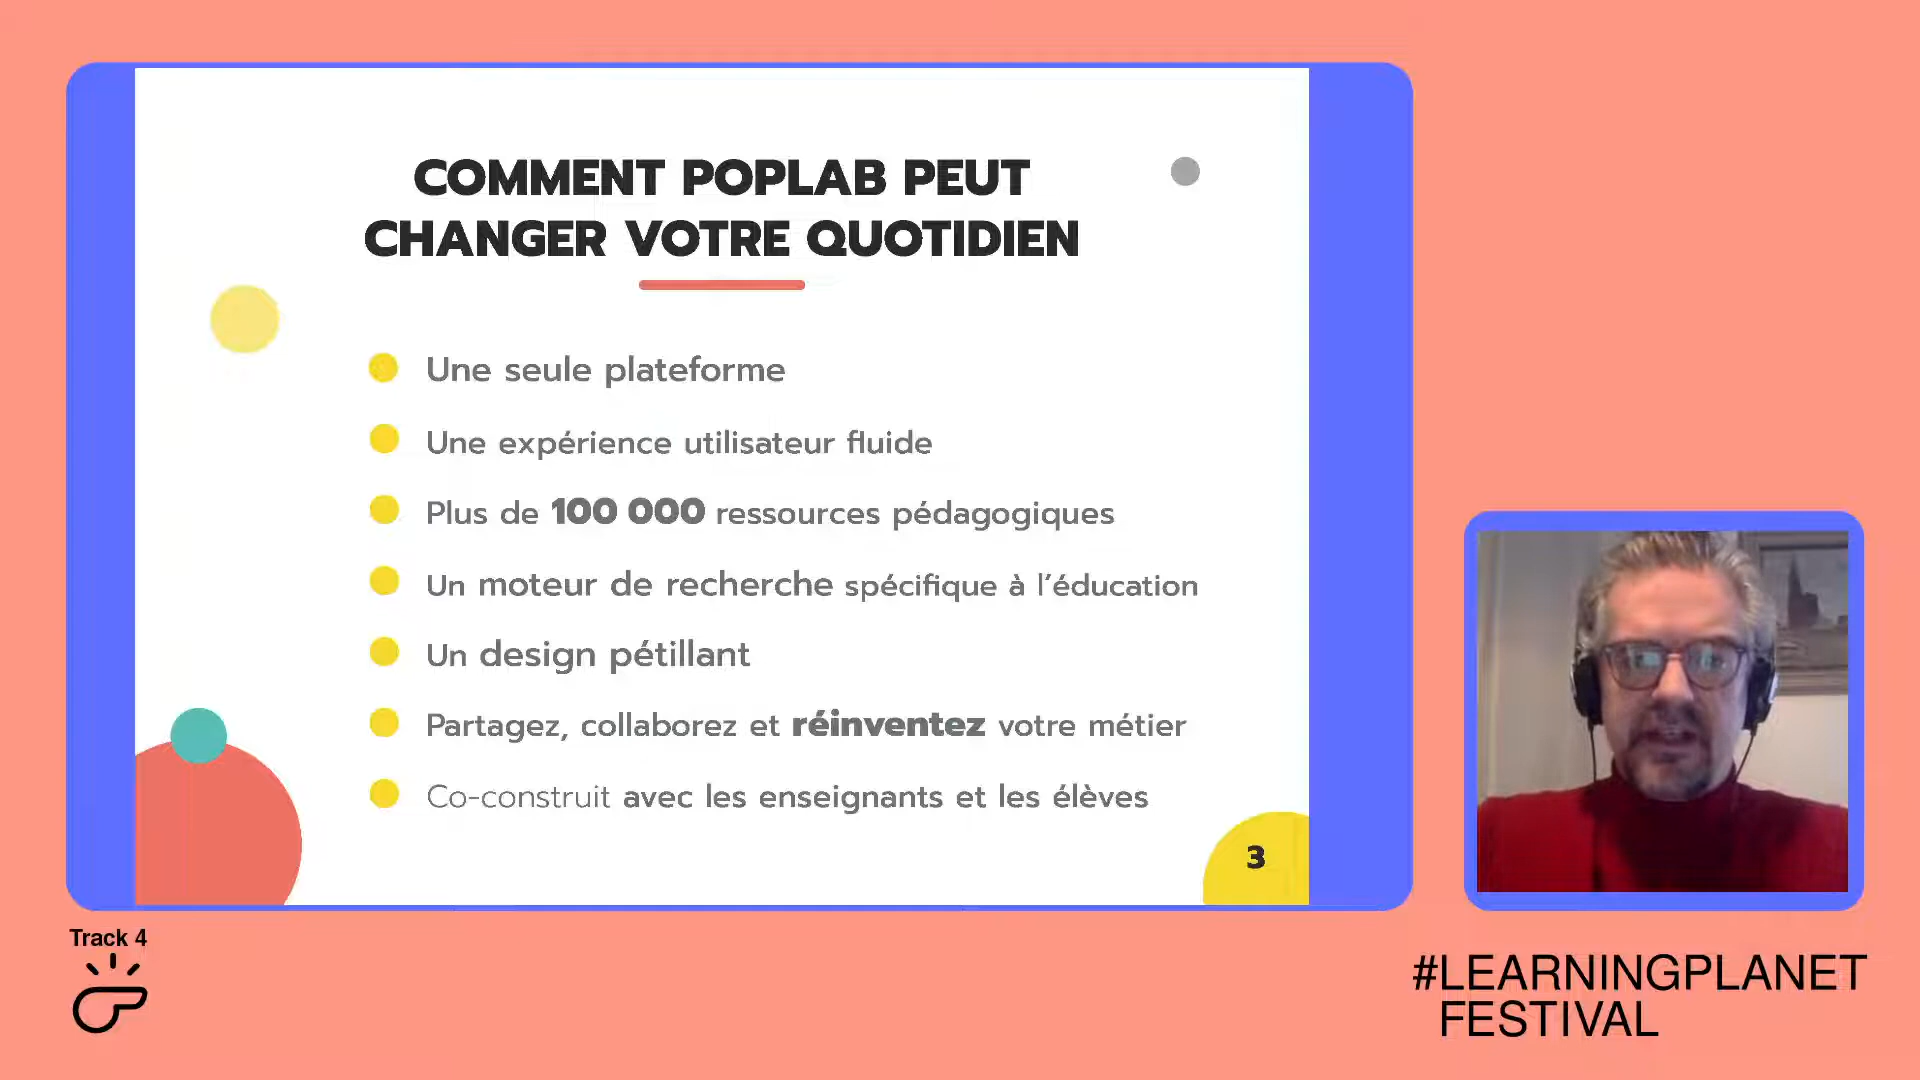 COMMENT POPLAB PEUT
CHANGER VOTRE QUOTIDIEN
Une seule plateforme
Une expérience utilisateur fluide
Plus de 100 000 ressources pédagogiques
Un moteur de recherche spécifique à l’éducation
Un design pétillant
Partagez, collaborez et réinventez votre métier
Co-construit avec les enseignants et les élèves
3
Track 4
#LEARNINGPLANET
FESTIVAL